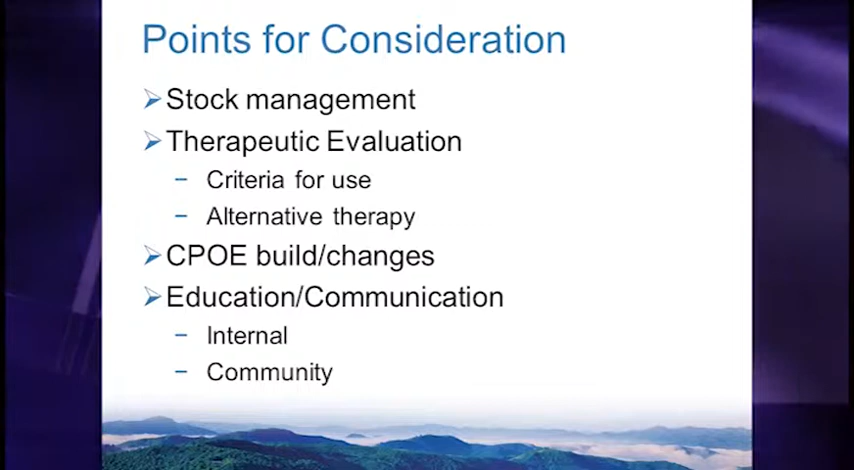 Points for Consideration
➢Stock management
➢Therapeutic Evaluation
− Criteria for use
− Alternative therapy
➢CPOE build/changes
➢Education/Communication
− Internal
− Community